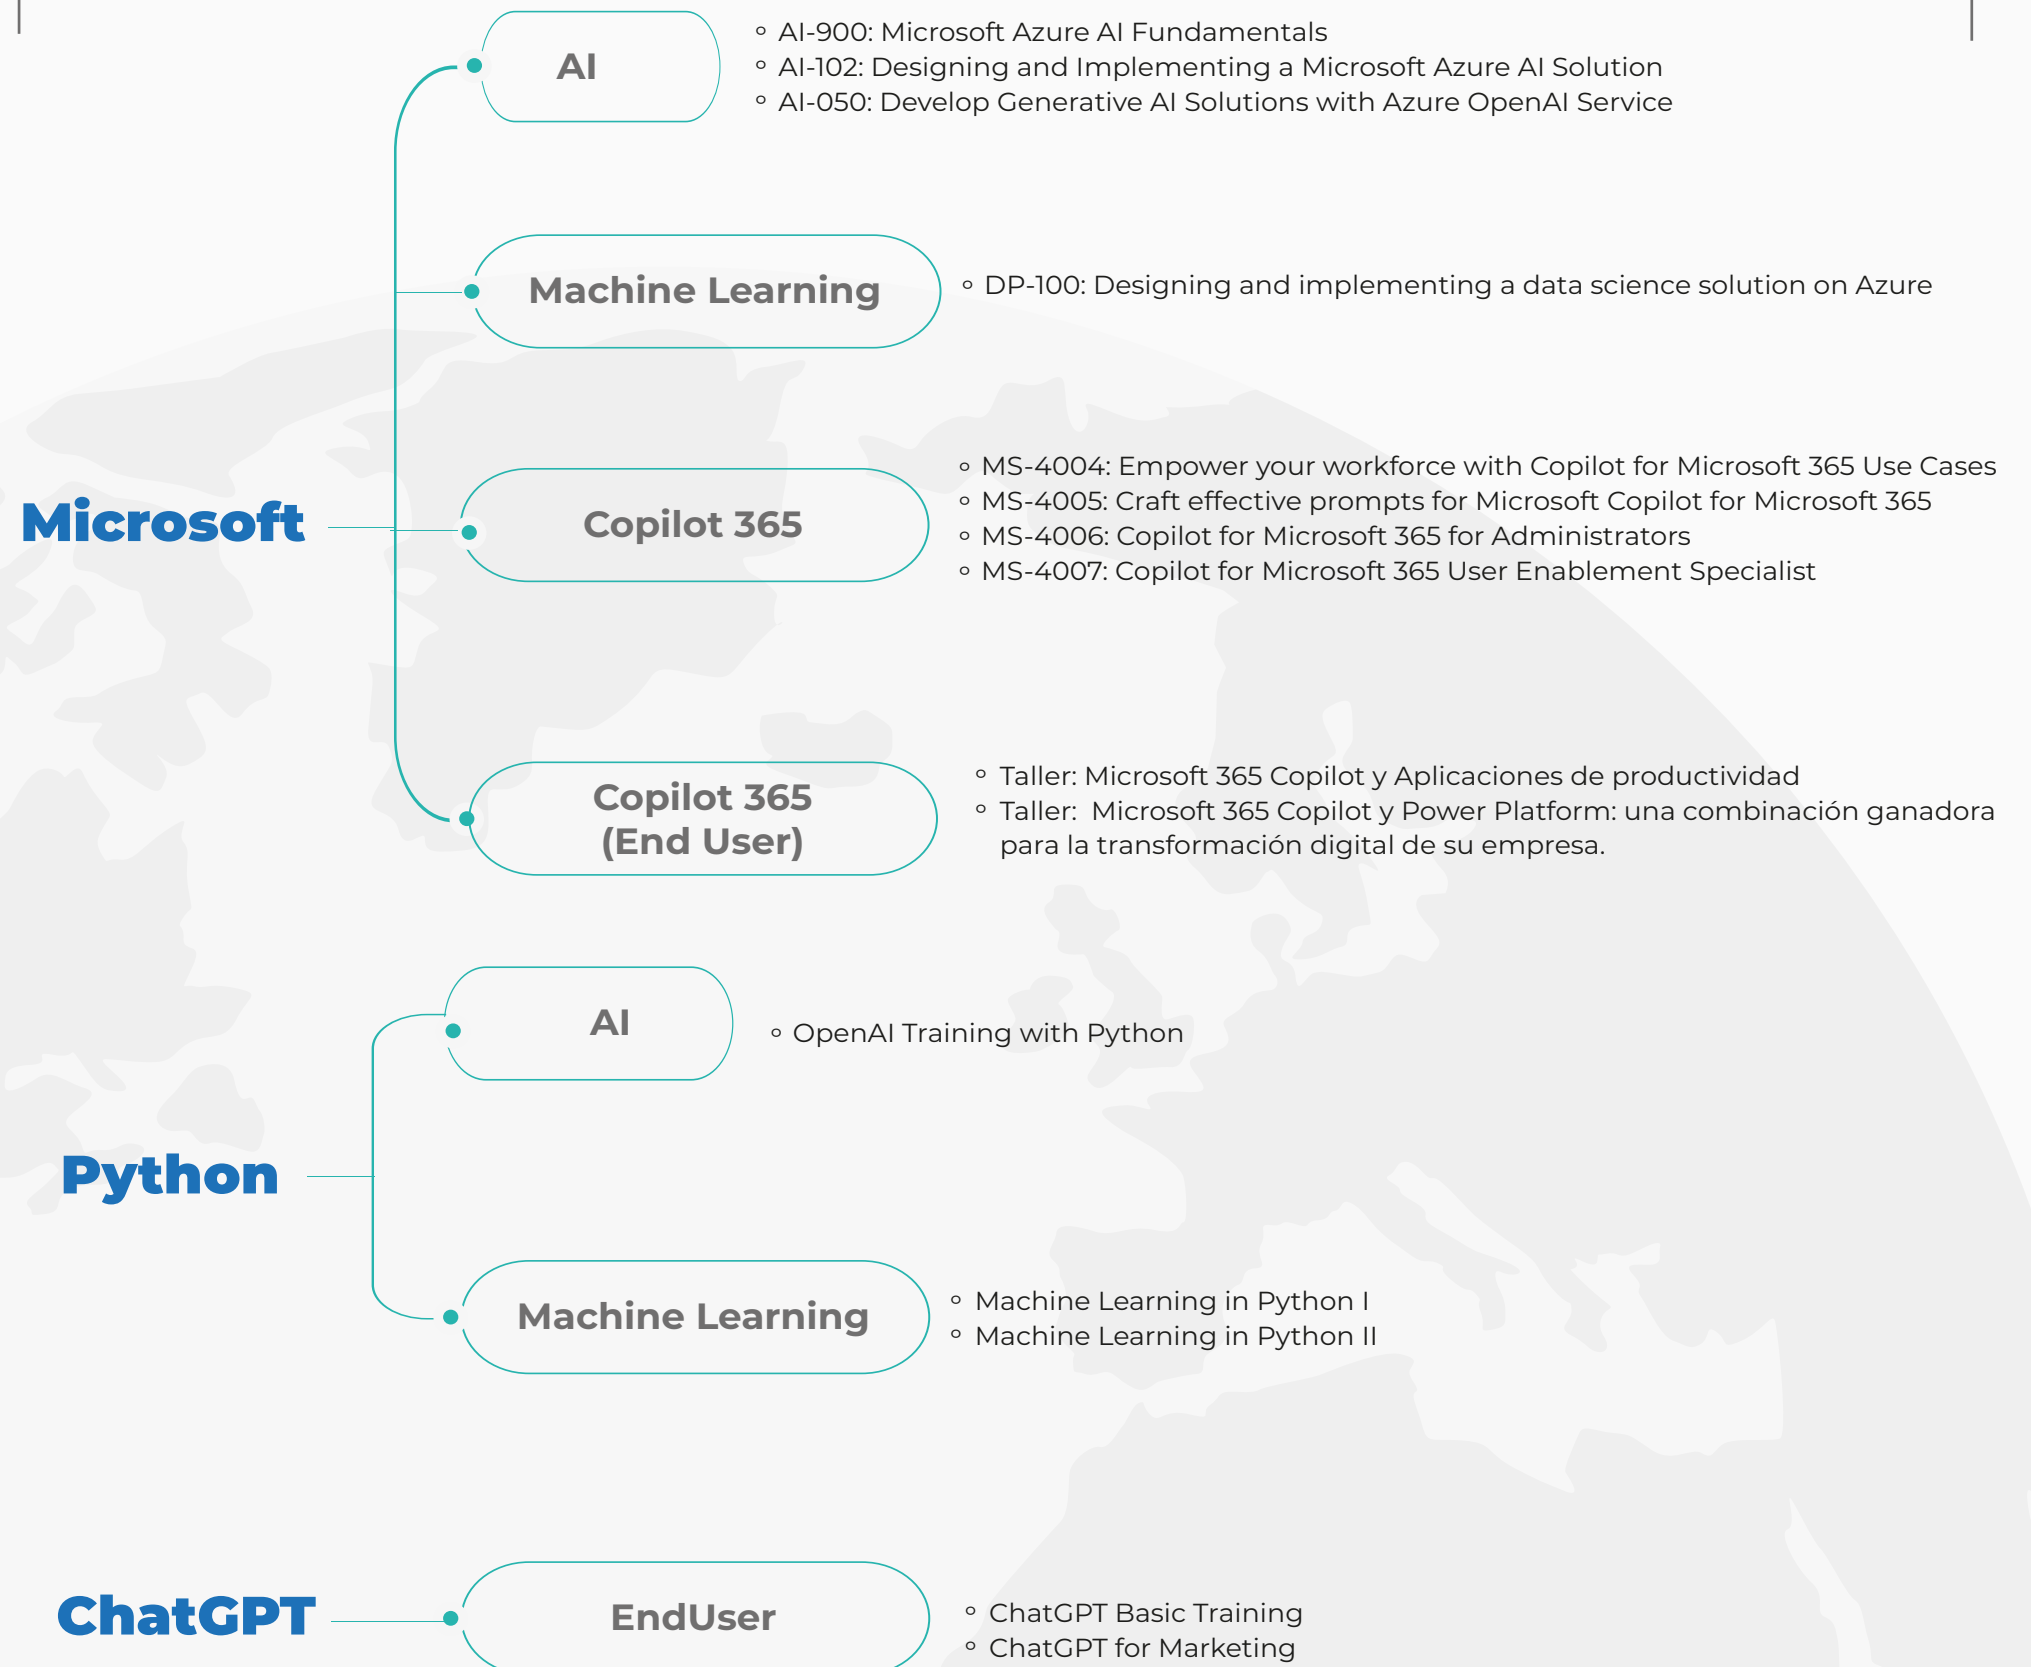 AI
◦ AI-900: Microsoft Azure AI Fundamentals
◦ AI-102: Designing and Implementing a Microsoft Azure AI Solution
◦ AI-050: Develop Generative AI Solutions with Azure OpenAI Service
Machine Learning
◦ DP-100: Designing and implementing a data science solution on Azure
Microsoft
Copilot 365
◦ MS-4004: Empower your workforce with Copilot for Microsoft 365 Use Cases
◦ MS-4005: Craft effective prompts for Microsoft Copilot for Microsoft 365
◦ MS-4006: Copilot for Microsoft 365 for Administrators
◦ MS-4007: Copilot for Microsoft 365 User Enablement Specialist
Copilot 365
(End User)
◦ Taller: Microsoft 365 Copilot y Aplicaciones de productividad
◦ Taller:  Microsoft 365 Copilot y Power Platform: una combinación ganadora
para la transformación digital de su empresa.
AI
◦ OpenAI Training with Python
Python
Machine Learning
◦ Machine Learning in Python I
◦ Machine Learning in Python II
ChatGPT
EndUser
◦ ChatGPT Basic Training
◦ ChatGPT for Marketing